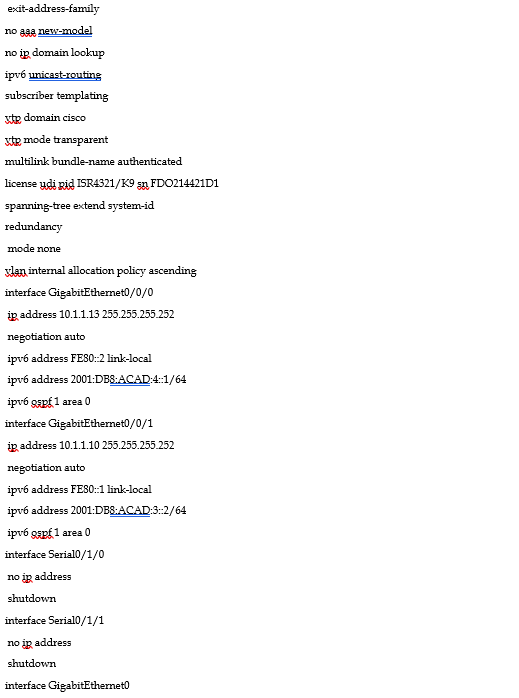 exit-address-family
no aaa new-model
no ip domain lookup
ipv6 unicast-routing
subscriber templating
vtp domain cisco
vtp mode transparent
multilink bundle-name authenticated
license udi pid ISR4321/K9 sn FDO214421D1
spanning-tree extend system-id
redundancy
mode none
vlan internal allocation policy ascending
interface GigabitEthernet0/0/0
ip address 10.1.1.13 255.255.255.252
negotiation auto
ipv6 address FE80::2 link-local
ipv6 address 2001:DB8:ACAD:4::1/64
ipv6 ospf 1 area 0
interface GigabitEthernet0/0/1
ip address 10.1.1.10 255.255.255.252
negotiation auto
ipv6 address FE80::1 link-local
ipv6 address 2001:DB8:ACAD:3::2/64
ipv6 ospf 1 area 0
interface Serial0/1/0
no ip address
shutdown
interface Serial0/1/1
no ip address
shutdown
interface GigabitEthernet0